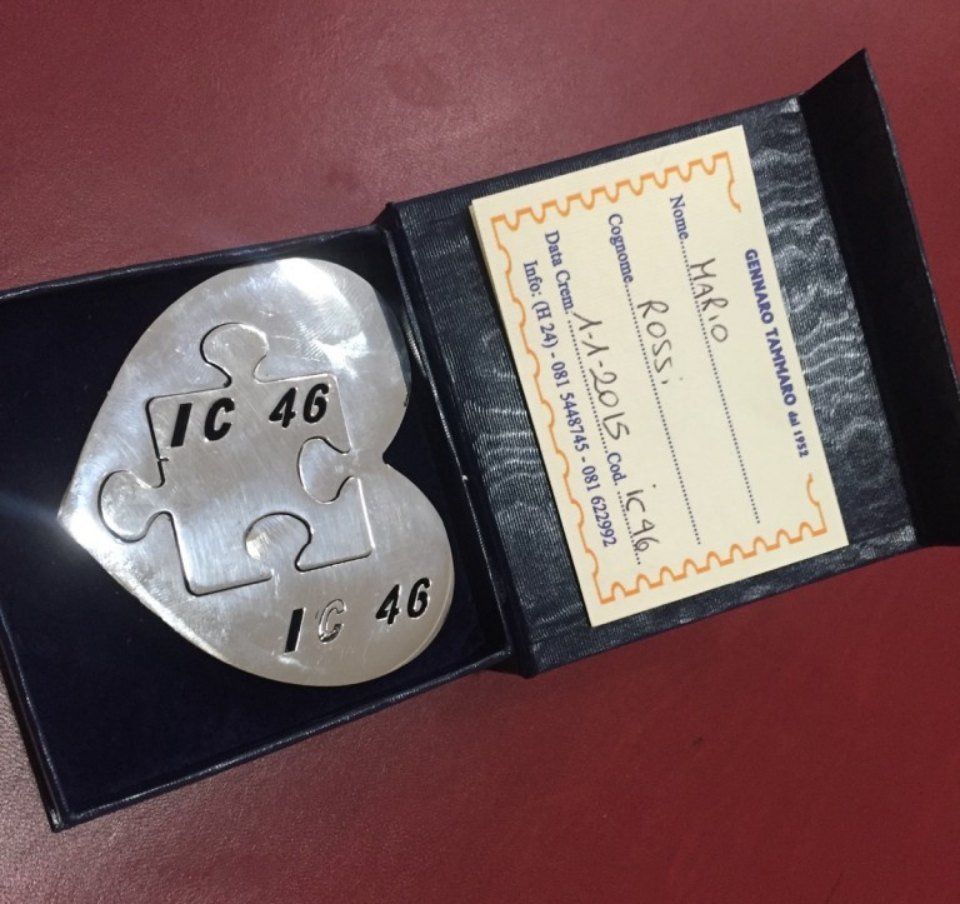 IC 46
IC 46
GENNARO TAMMARO dal 1952
Nome MARIO
Cognome ROSSI
Data Crem. 1-1-2015 Cod. iC46
Info: (H 24) - 081 5448745 - 081 622992